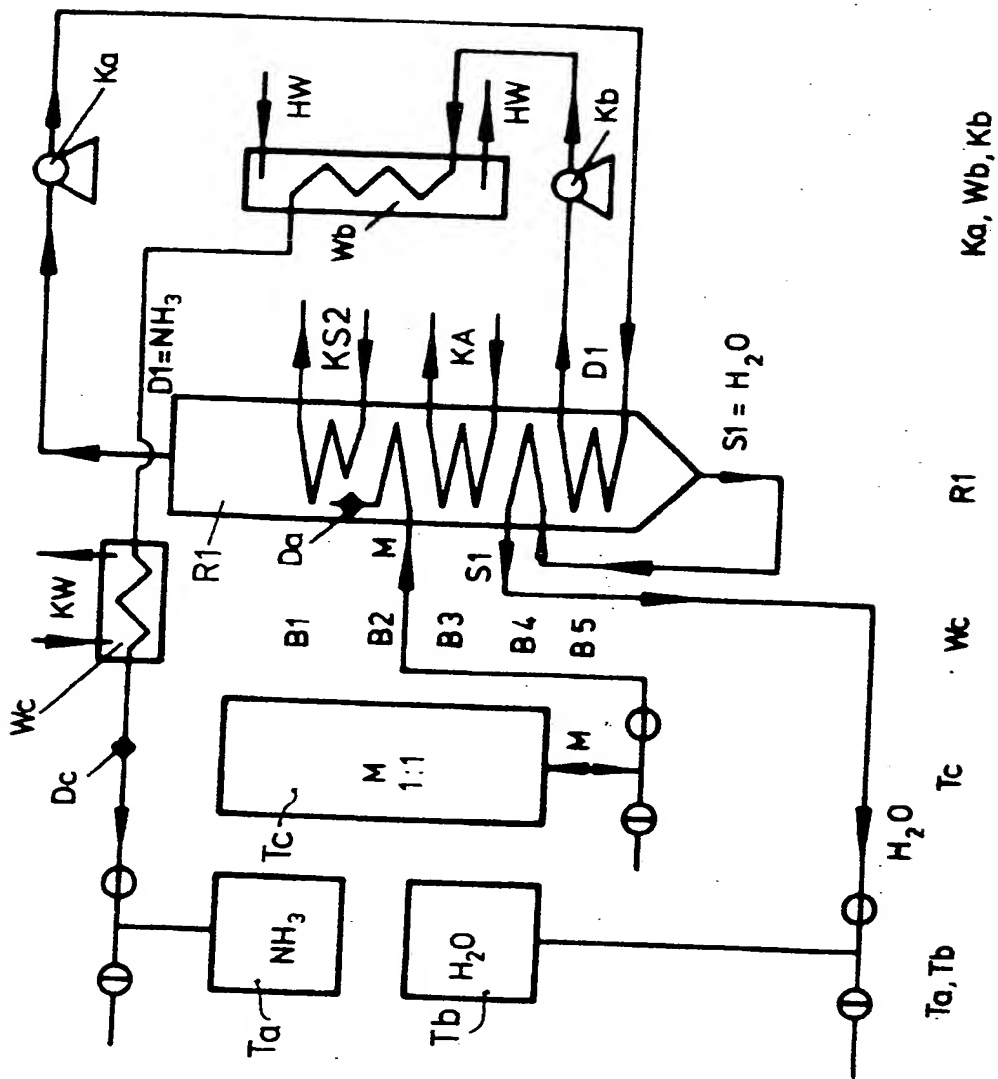 Ka
HW
HW
Wb
Kb
D1=NH₃
KS2
KA
D1
S1 = H₂O
R1
Da
M
S1
KW
Wc
B1
B2
B3
B4
B5
Dc
M
1:1
Tc
M
NH₃
Ta
H₂O
Tb
H₂O
Ta, Tb
Tc
Wc
R1
Ka, Wb, Kb